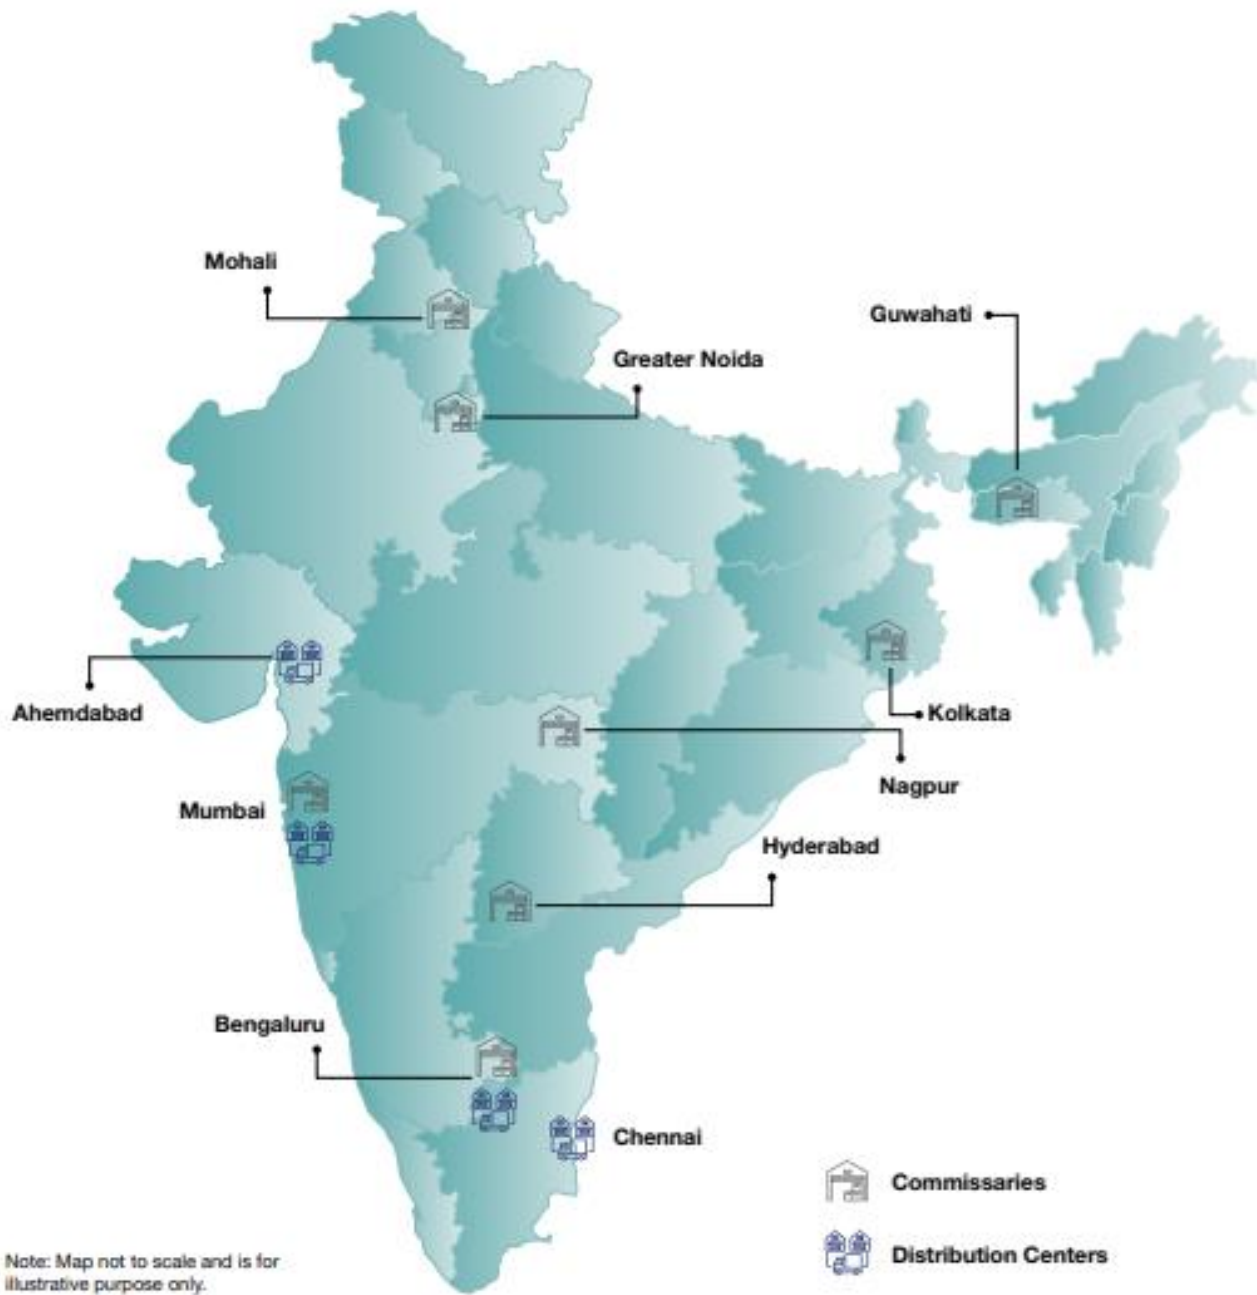 Mohali
Guwahati
Greater Noida
Ahemdabad
Kolkata
Nagpur
Mumbai
Hyderabad
Bengaluru
Chennai
Commissaries
Distribution Centers
Note: Map not to scale and is for
illustrative purpose only.